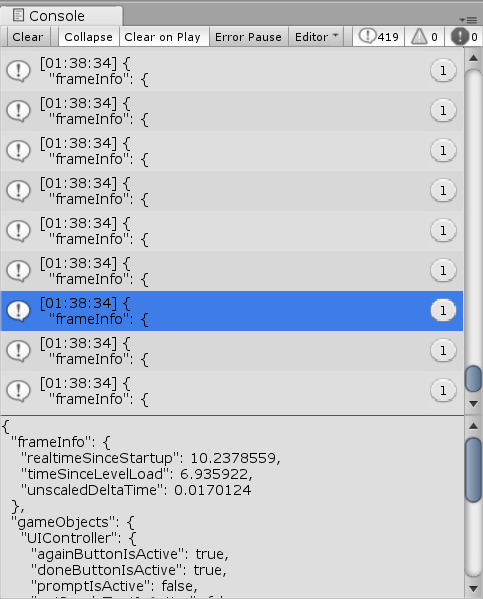 Console
Clear Collapse Clear on Play Error Pause Editor 419 0 0
[01:38:34] {
"frameInfo": {
1
[01:38:34] {
"frameInfo": {
1
[01:38:34] {
"frameInfo": {
1
[01:38:34] {
"frameInfo": {
1
[01:38:34] {
"frameInfo": {
1
[01:38:34] {
"frameInfo": {
1
[01:38:34] {
"frameInfo": {
1
[01:38:34] {
"frameInfo": {
1
[01:38:34] {
"frameInfo": {
1
{
"frameInfo": {
"realtimeSinceStartup": 10.2378559,
"timeSinceLevelLoad": 6.935922,
"unscaledDeltaTime": 0.0170124
},
"gameObjects": {
"UIController": {
"againButtonIsActive": true,
"doneButtonIsActive": true,
"promptIsActive": false,